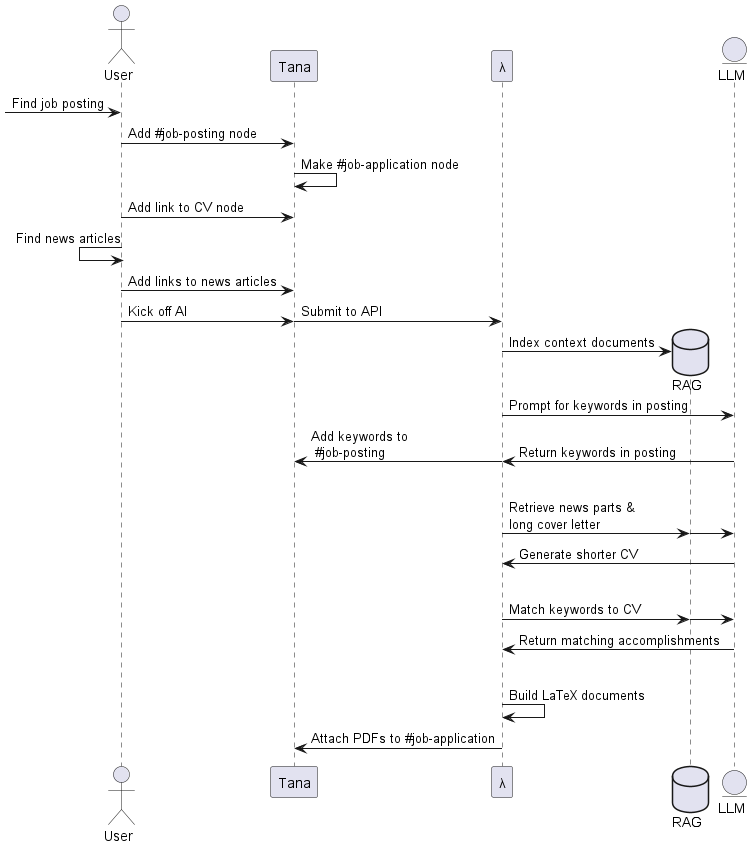 User
Tana
λ
LLM
Find job posting
Add #job-posting node
Make #job-application node
Add link to CV node
Find news articles
Add links to news articles
Kick off AI
Submit to API
Index context documents
RAG
Prompt for keywords in posting
Add keywords to
#job-posting
Return keywords in posting
Retrieve news parts &
long cover letter
Generate shorter CV
Match keywords to CV
Return matching accomplishments
Build LaTeX documents
Attach PDFs to #job-application
User
Tana
λ
RAG
LLM